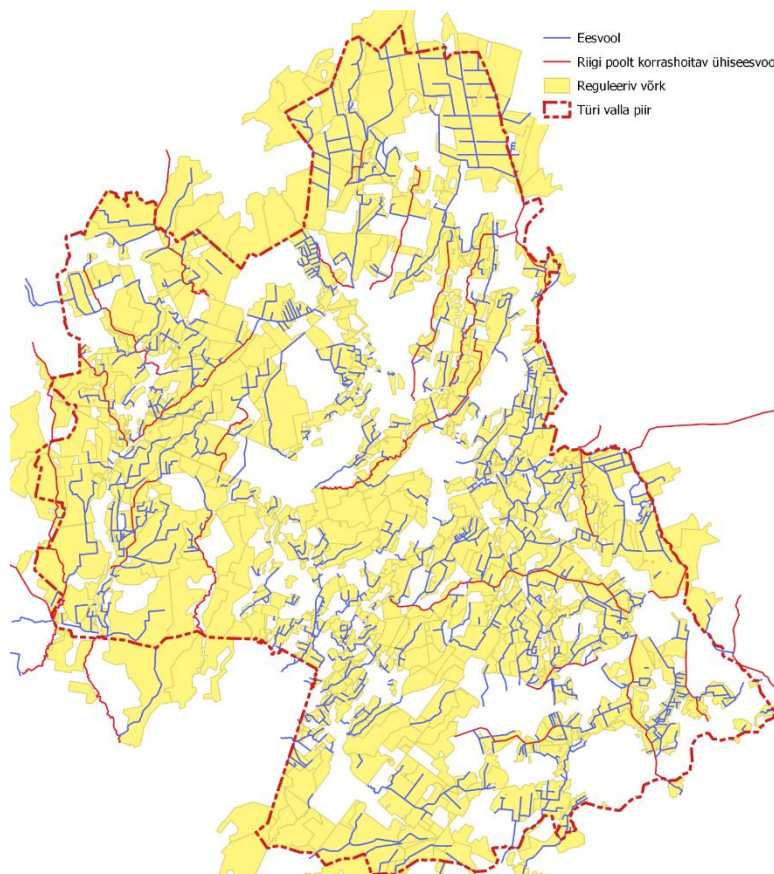 Eesvool
Riigi poolt korrashoitav ühiseesvoo
Reguleeriv võrk
Türi valla piir